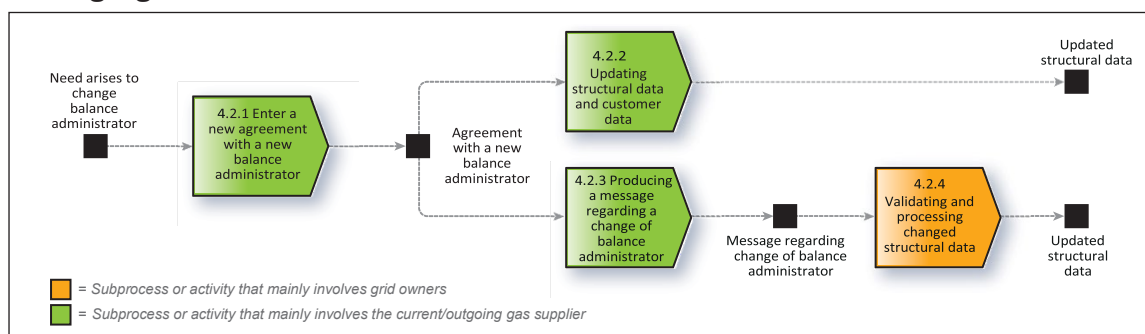 Need arises to
change
balance
administrator
4.2.1 Enter a
new agreement
with a new
balance
administrator
Agreement
with a new
balance
administrator
4.2.2
Updating
structural data
and customer
data
Updated
structural data
4.2.3 Producing
a message
regarding a
change of
balance
administrator
Message regarding
change of balance
administrator
4.2.4
Validating and
processing
changed
structural data
Updated
structural
data
= Subprocess or activity that mainly involves grid owners
= Subprocess or activity that mainly involves the current/outgoing gas supplier